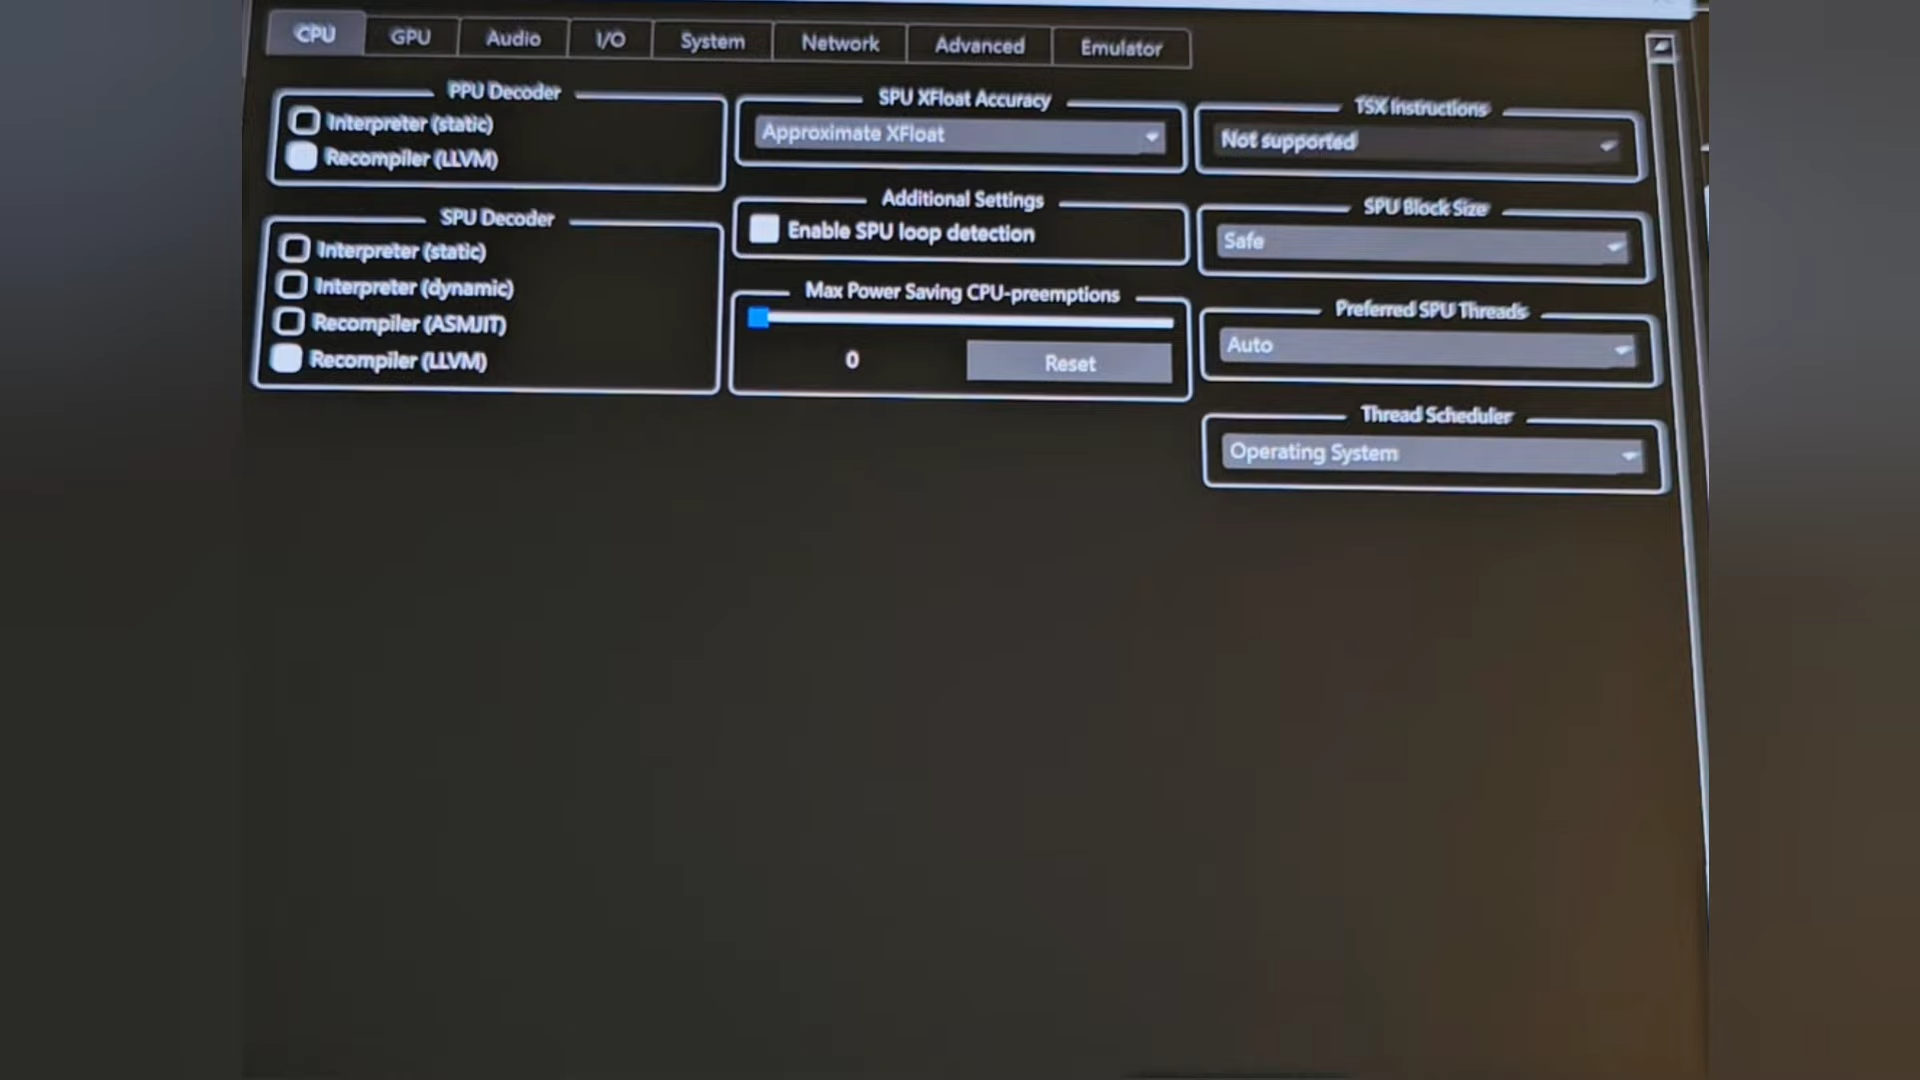 CPU
GPU
Audio
I/O
System
Network
Advanced
Emulator
PPU Decoder
Interpreter (static)
Recompiler (LLVM)
SPU Decoder
Interpreter (static)
Interpreter (dynamic)
Recompiler (ASMJIT)
Recompiler (LLVM)
SPU XFloat Accuracy
Approximate XFloat
Additional Settings
Enable SPU loop detection
Max Power Saving CPU-preemptions
0
Reset
TSX Instructions
Not supported
SPU Block Size
Safe
Preferred SPU Threads
Auto
Thread Scheduler
Operating System